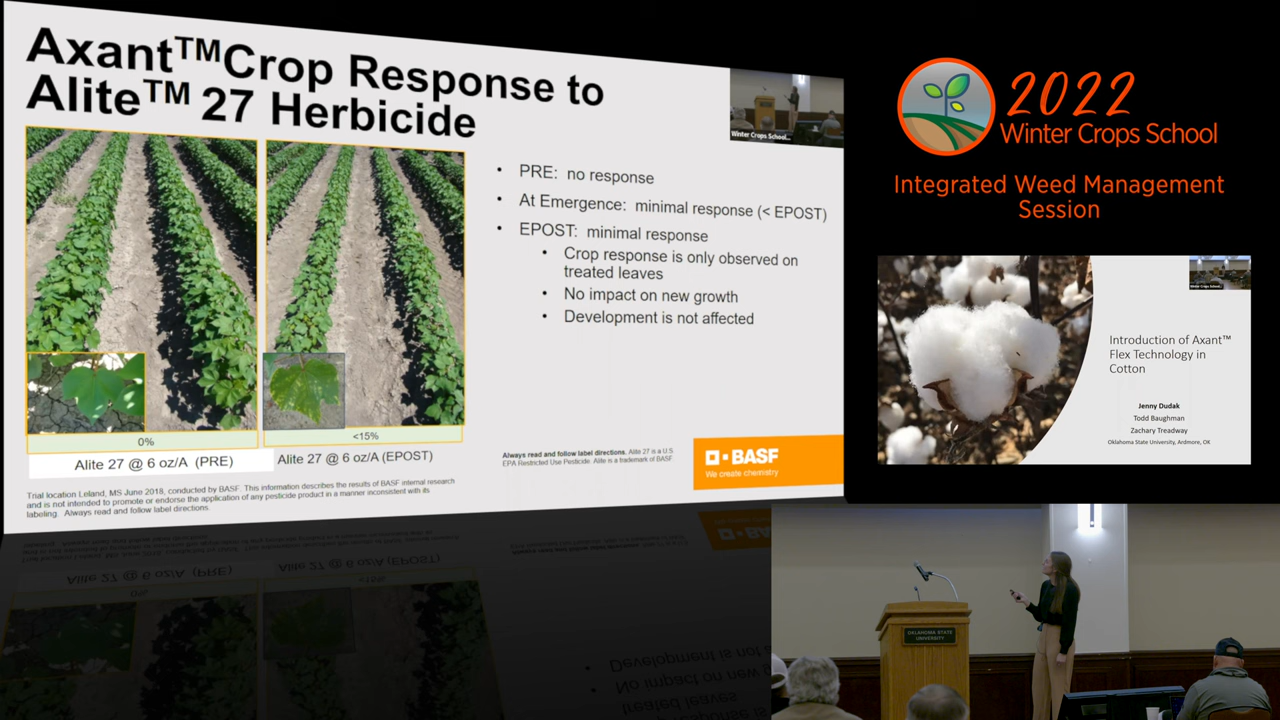 Axant™Crop Response to
Alite™ 27 Herbicide
Winter Crops School...
• PRE: no response
• At Emergence: minimal response (< EPOST)
• EPOST: minimal response
• Crop response is only observed on
treated leaves
• No impact on new growth
• Development is not affected
0%
<15%
Alite 27 @ 6 oz/A (PRE)
Alite 27 @ 6 oz/A (EPOST)
Always read and follow label directions. Alite 27 is a U.S
EPA Restricted Use Pesticide. Alite is a trademark of BASF
BASF
We create chemistry
Trial location Leland, MS June 2018, conducted by BASF. This information describes the results of BASF internal research
and is not intended to promote or endorse the application of any pesticide product in a manner inconsistent with its
labeling. Always read and follow label directions.
2022
Winter Crops School
Integrated Weed Management
Session
Winter Crops School...
Introduction of Axant™
Flex Technology in
Cotton
Jenny Dudak
Todd Baughman
Zachary Treadway
Oklahoma State University, Ardmore, OK
OKLAHOMA STATE
UNIVERSITY